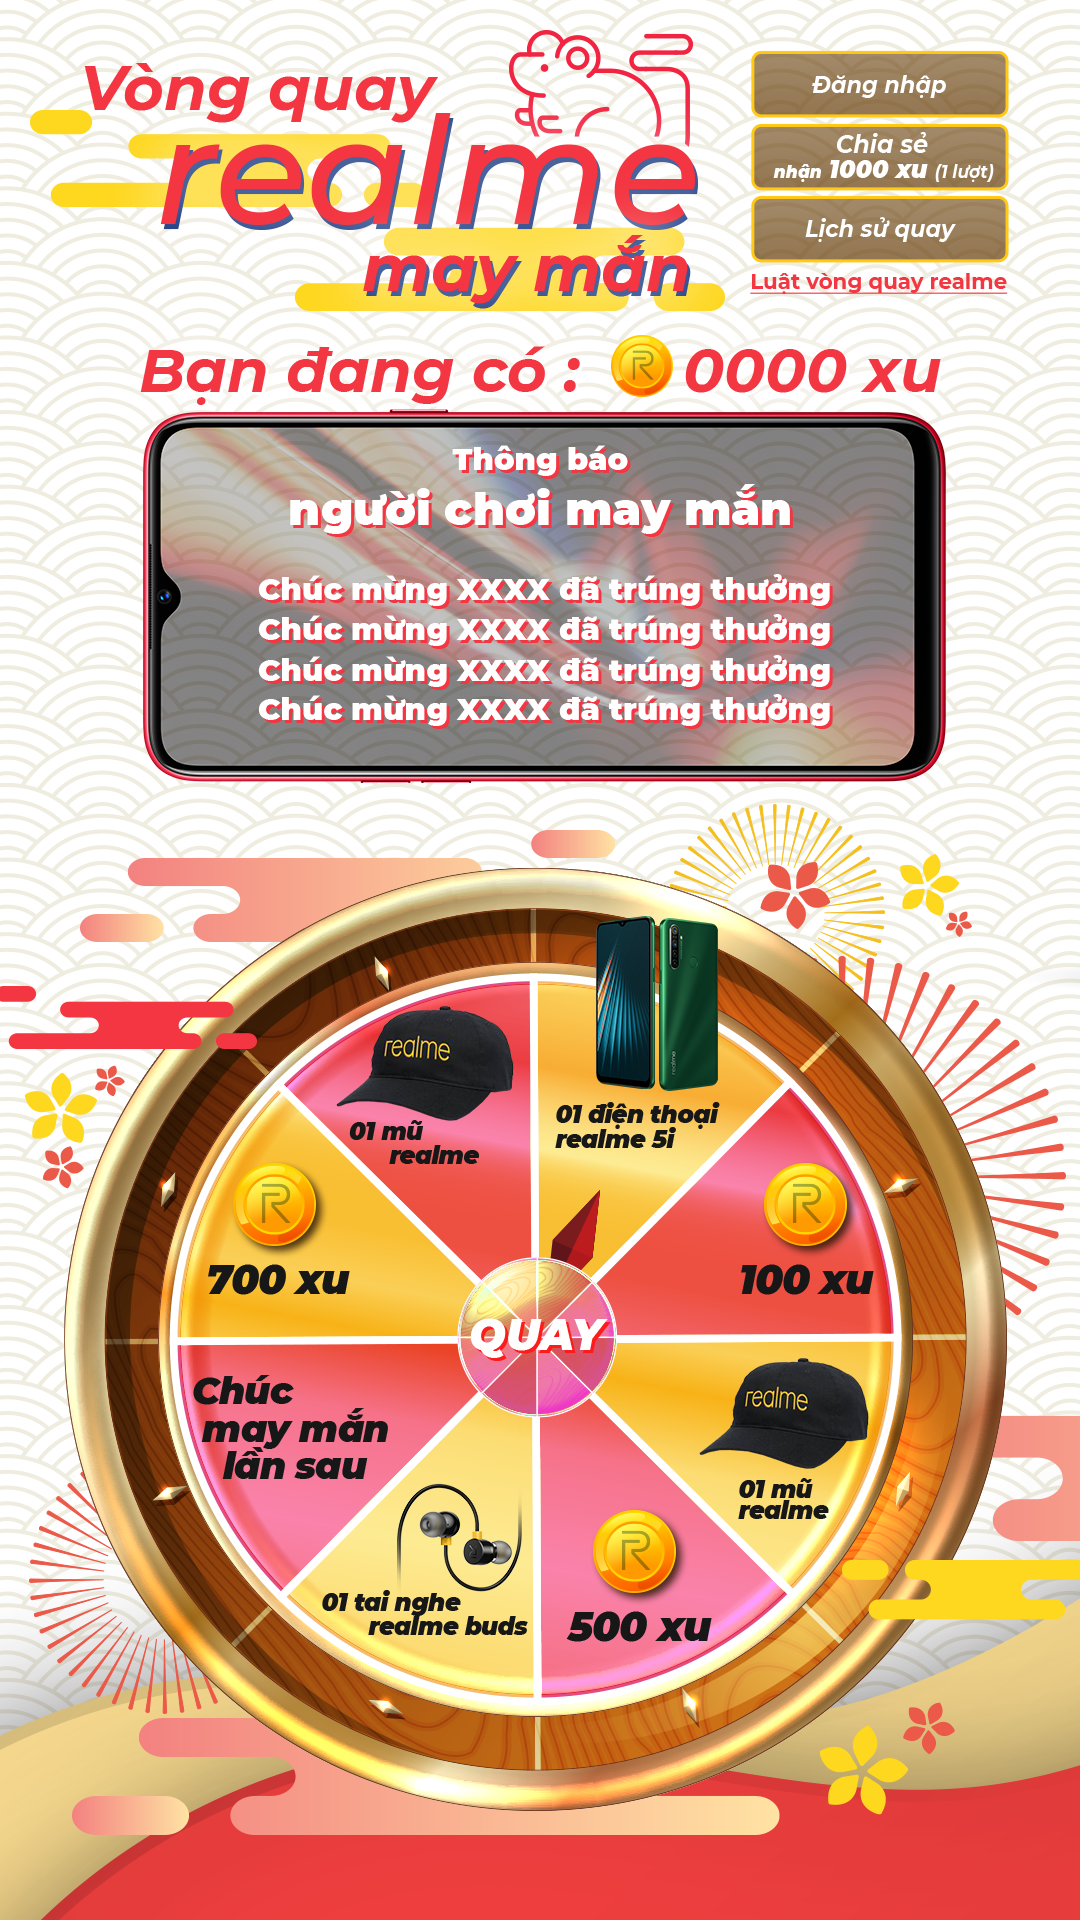 Vòng quay
realme
may mắn
Đăng nhập
Chia sẻ
nhận 1000 xu (1 lượt)
Lịch sử quay
Luật vòng quay realme
Bạn đang có : R 0000 xu
Thông báo
người chơi may mắn
Chúc mừng XXXX đã trúng thưởng
Chúc mừng XXXX đã trúng thưởng
Chúc mừng XXXX đã trúng thưởng
Chúc mừng XXXX đã trúng thưởng
realme
01 mũ
realme
realme
01 điện thoại
realme 5i
R
700 xu
R
100 xu
QUAY
Chúc
may mắn
lần sau
realme
01 mũ
realme
01 tai nghe
realme buds
R
500 xu